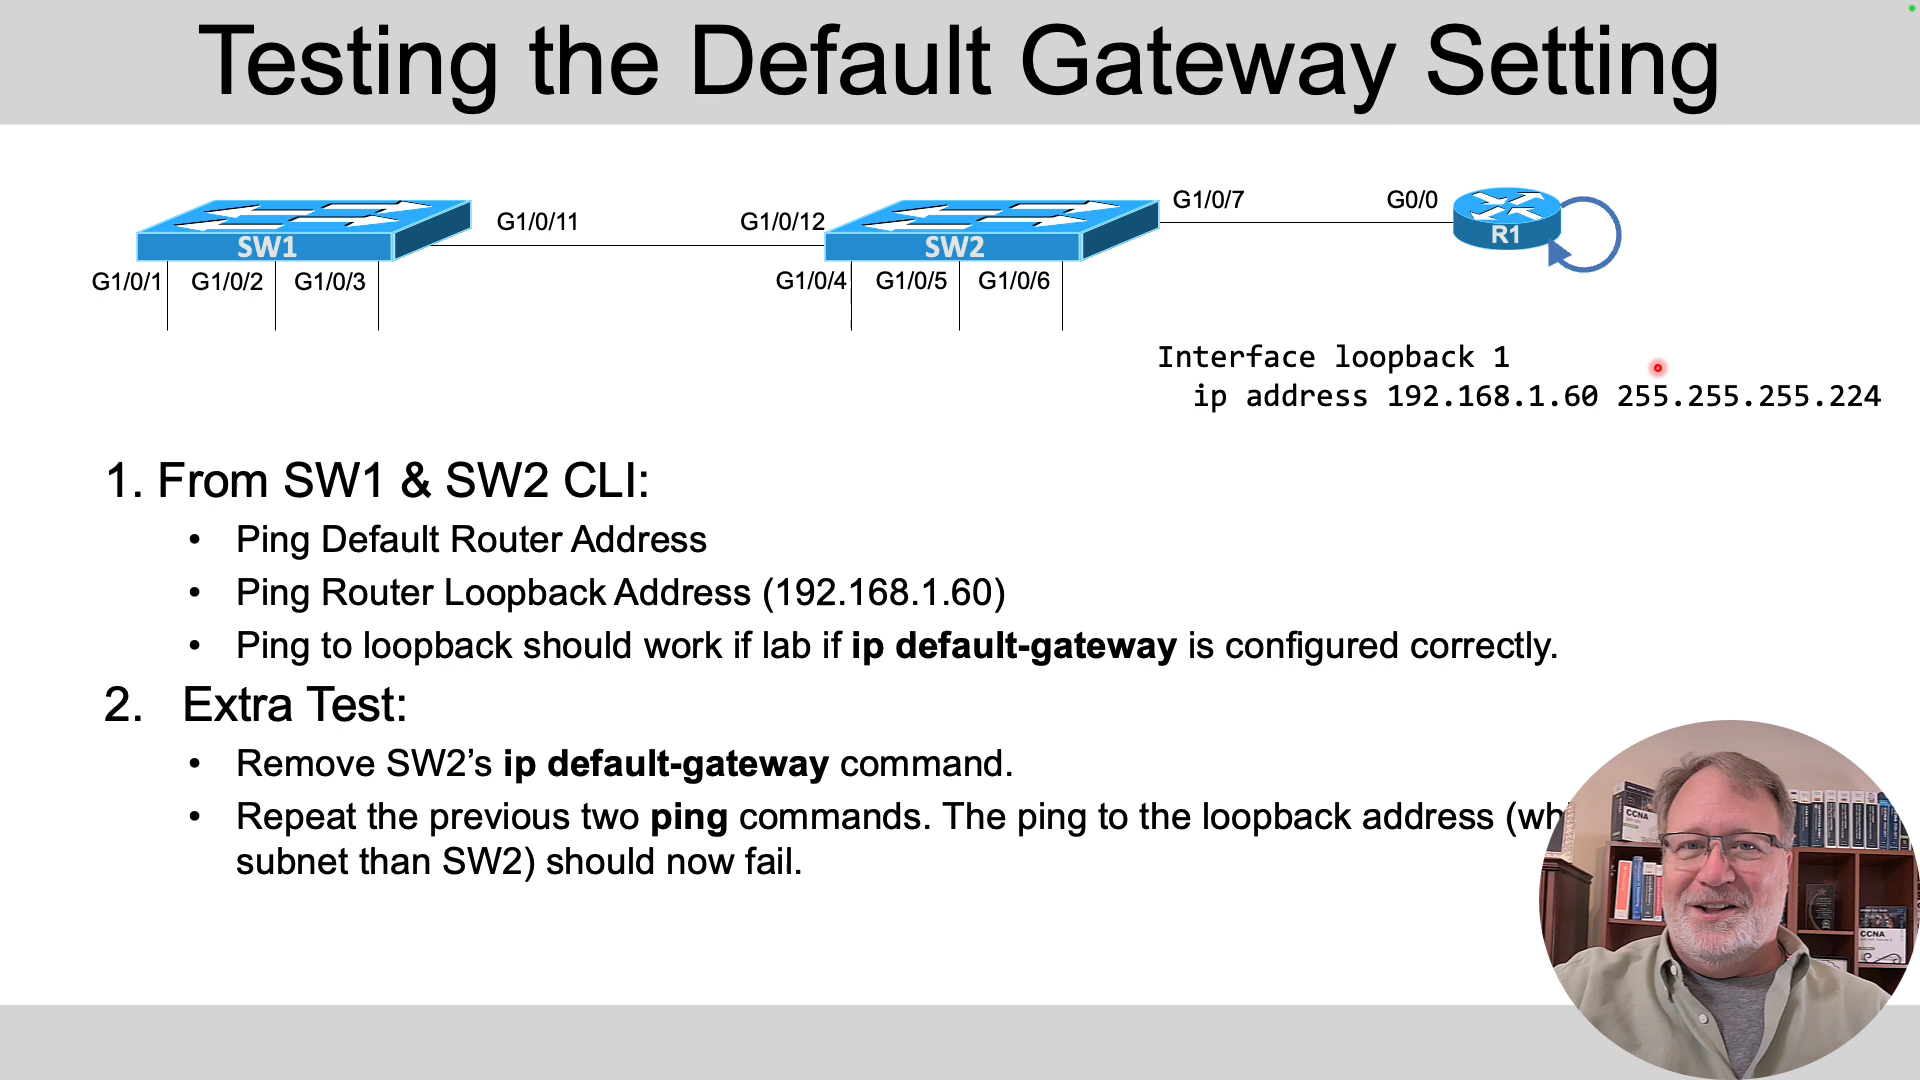 Testing the Default Gateway Setting
G1/0/7
G0/0
G1/0/11
G1/0/12
SW1
SW2
R1
G1/0/1
G1/0/2
G1/0/3
G1/0/4
G1/0/5
G1/0/6
Interface loopback 1
ip address 192.168.1.60 255.255.255.224
1. From SW1 & SW2 CLI:
• Ping Default Router Address
• Ping Router Loopback Address (192.168.1.60)
• Ping to loopback should work if lab if ip default-gateway is configured correctly.
2. Extra Test:
• Remove SW2’s ip default-gateway command.
• Repeat the previous two ping commands. The ping to the loopback address (wh
subnet than SW2) should now fail.
CCNA
CCNA